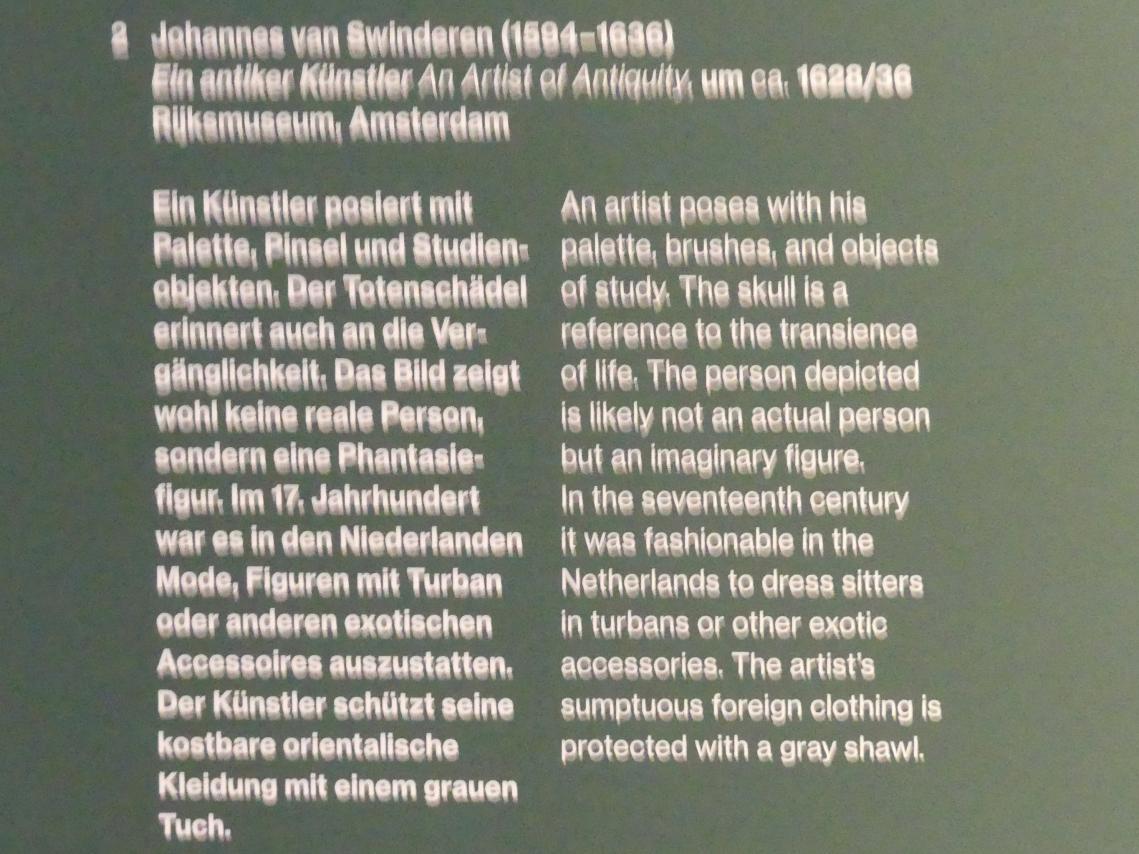 2 Johannes van Swinderen (1594–1636)
Ein antiker Künstler An Artist of Antiquity, um ca. 1628/36
Rijksmuseum, Amsterdam
Ein Künstler posiert mit
Palette, Pinsel und Studien-
objekten. Der Totenschädel
erinnert auch an die Ver-
gänglichkeit. Das Bild zeigt
wohl keine reale Person,
sondern eine Phantasie-
figur. Im 17. Jahrhundert
war es in den Niederlanden
Mode, Figuren mit Turban
oder anderen exotischen
Accessoires auszustatten.
Der Künstler schützt seine
kostbare orientalische
Kleidung mit einem grauen
Tuch.
An artist poses with his
palette, brushes, and objects
of study. The skull is a
reference to the transience
of life. The person depicted
is likely not an actual person
but an imaginary figure.
In the seventeenth century
it was fashionable in the
Netherlands to dress sitters
in turbans or other exotic
accessories. The artist's
sumptuous foreign clothing is
protected with a gray shawl.